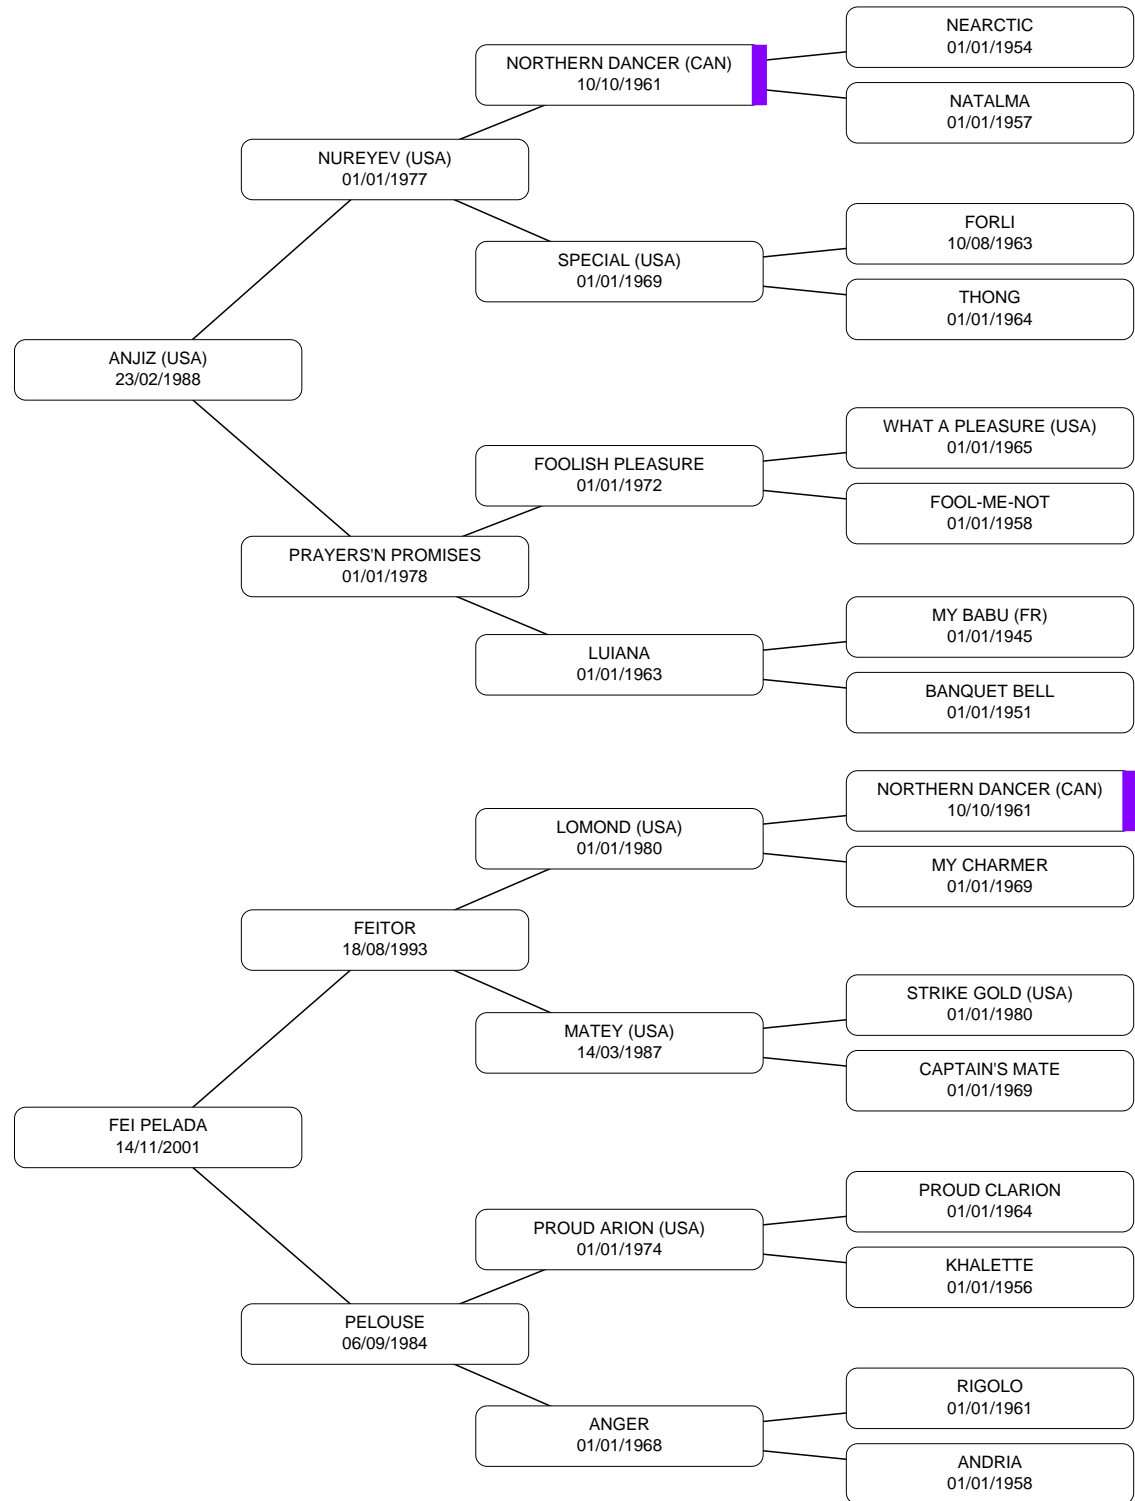 NEARCTIC
01/01/1954
NORTHERN DANCER (CAN)
10/10/1961
NATALMA
01/01/1957
NUREYEV (USA)
01/01/1977
FORLI
10/08/1963
SPECIAL (USA)
01/01/1969
THONG
01/01/1964
ANJIZ (USA)
23/02/1988
WHAT A PLEASURE (USA)
01/01/1965
FOOLISH PLEASURE
01/01/1972
FOOL-ME-NOT
01/01/1958
PRAYERS'N PROMISES
01/01/1978
MY BABU (FR)
01/01/1945
LUIANA
01/01/1963
BANQUET BELL
01/01/1951
NORTHERN DANCER (CAN)
10/10/1961
LOMOND (USA)
01/01/1980
MY CHARMER
01/01/1969
FEITOR
18/08/1993
STRIKE GOLD (USA)
01/01/1980
MATEY (USA)
14/03/1987
CAPTAIN'S MATE
01/01/1969
FEI PELADA
14/11/2001
PROUD CLARION
01/01/1964
PROUD ARION (USA)
01/01/1974
KHALETTE
01/01/1956
PELOUSE
06/09/1984
RIGOLO
01/01/1961
ANGER
01/01/1968
ANDRIA
01/01/1958